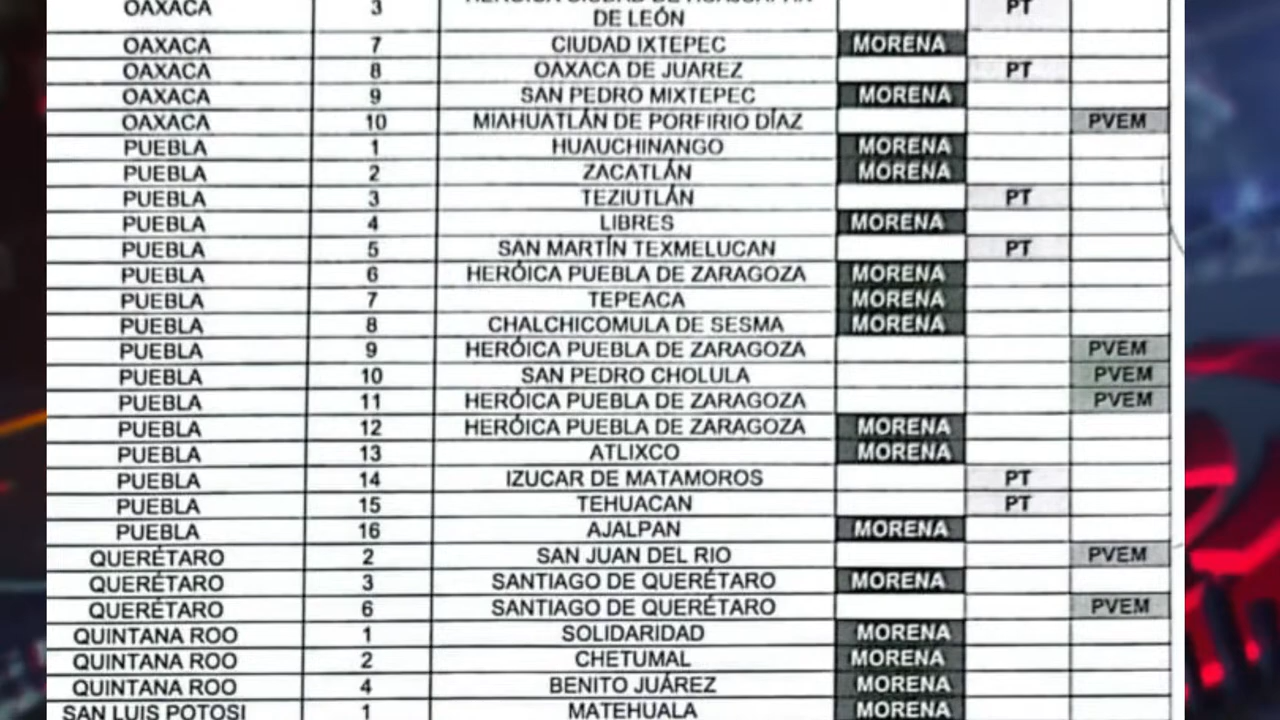 OAXACA 3 DE LEÓN PT
OAXACA 7 CIUDAD IXTEPEC MORENA
OAXACA 8 OAXACA DE JUAREZ PT
OAXACA 9 SAN PEDRO MIXTEPEC MORENA
OAXACA 10 MIAHUATLÁN DE PORFIRIO DÍAZ PVEM
PUEBLA 1 HUAUCHINANGO MORENA
PUEBLA 2 ZACATLÁN MORENA
PUEBLA 3 TEZIUTLÁN PT
PUEBLA 4 LIBRES MORENA
PUEBLA 5 SAN MARTÍN TEXMELUCAN PT
PUEBLA 6 HERÓICA PUEBLA DE ZARAGOZA MORENA
PUEBLA 7 TEPEACA MORENA
PUEBLA 8 CHALCHICOMULA DE SESMA MORENA
PUEBLA 9 HERÓICA PUEBLA DE ZARAGOZA PVEM
PUEBLA 10 SAN PEDRO CHOLULA PVEM
PUEBLA 11 HERÓICA PUEBLA DE ZARAGOZA PVEM
PUEBLA 12 HERÓICA PUEBLA DE ZARAGOZA MORENA
PUEBLA 13 ATLIXCO MORENA
PUEBLA 14 IZUCAR DE MATAMOROS PT
PUEBLA 15 TEHUACAN PT
PUEBLA 16 AJALPAN MORENA
QUERÉTARO 2 SAN JUAN DEL RIO PVEM
QUERÉTARO 3 SANTIAGO DE QUERÉTARO MORENA
QUERÉTARO 6 SANTIAGO DE QUERÉTARO PVEM
QUINTANA ROO 1 SOLIDARIDAD MORENA
QUINTANA ROO 2 CHETUMAL MORENA
QUINTANA ROO 4 BENITO JUÁREZ MORENA
SAN LUIS POTOSI 1 MATEHUALA MORENA